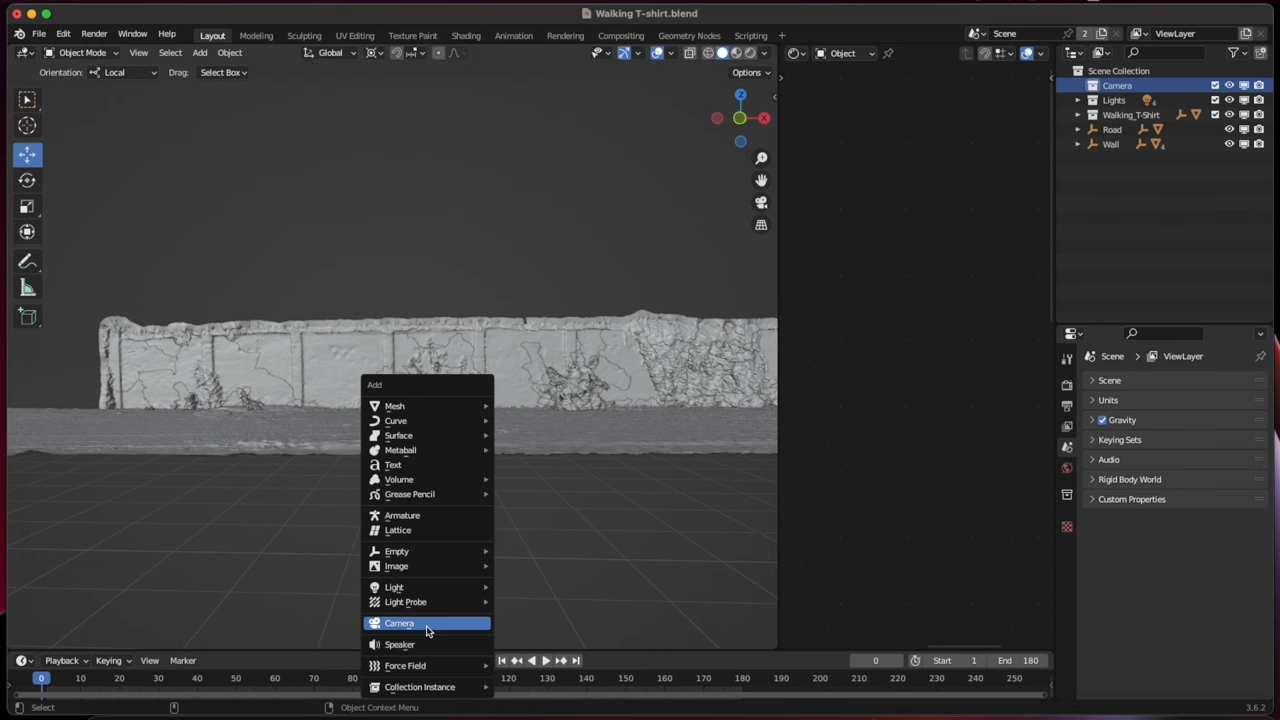 Walking T-shirt.blend
File Edit Render Window Help Layout Modeling Sculpting UV Editing Texture Paint Shading Animation Rendering Compositing Geometry Nodes Scripting + Scene 2 ViewLayer
Object Mode View Select Add Object Global Object
Orientation: Local Drag: Select Box Options
Z
X
Scene Collection
Camera
Lights 4
Walking_T-Shirt
Road
Wall 4
Add
Mesh
Curve
Surface
Metaball
Text
Volume
Grease Pencil
Armature
Lattice
Empty
Image
Light
Light Probe
Camera
Speaker
Force Field
Collection Instance
Scene > ViewLayer
Scene
Units
Gravity
Keying Sets
Audio
Rigid Body World
Custom Properties
Playback Keying View Marker 0 Start 1 End 180
0 10 20 30 40 50 60 70 80 120 130 140 150 160 170 180 190 200 210 220 230 240 250
Select Object Context Menu 3.6.2